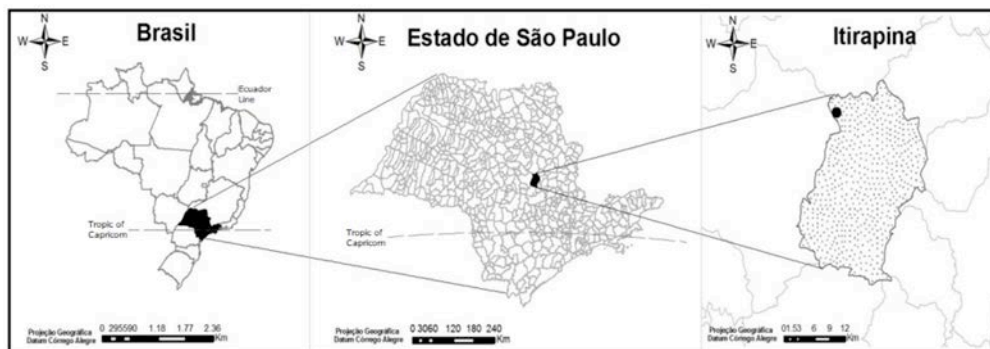 N
W E
S
Brasil
Ecuador
Line
Tropic of
Capricorn
Projeção Geográfica
Datum Córrego Alegre
0 295590 1.18 1.77 2.36
Km
N
W E
S
Estado de São Paulo
Tropic of
Capricorn
Projeção Geográfica
Datum Córrego Alegre
0 3060 120 180 240
Km
N
W E
S
Itirapina
Projeção Geográfica
Datum Córrego Alegre
01.53 6 9 12
Km